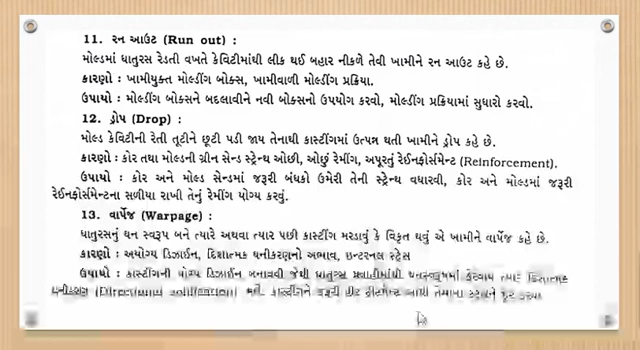 11. રન આઉટ (Run out) :
મોલ્ડમાં ધાતુરસ રેડતી વખતે કેવિટીમાંથી લીક થઈ બહાર નીકળે તેવી ખામીને રન આઉટ કહે છે.
કારણો : ખામીયુક્ત મોલ્ડીંગ બોક્સ, ખામીવાળી મોલ્ડીંગ પ્રક્રિયા.
ઉપાયો : મોલ્ડીંગ બોક્સને બદલાવીને નવી બોક્સનો ઉપયોગ કરવો, મોલ્ડીંગ પ્રક્રિયામાં સુધારો કરવો.
12. ડ્રોપ (Drop) :
મોલ્ડ કેવિટીની રેતી તૂટીને છૂટી પડી જાય તેનાથી કાસ્ટીંગમાં ઉત્પન્ન થતી ખામીને ડ્રોપ કહે છે.
કારણો : કોર તથા મોલ્ડની ગ્રીન સેન્ડ સ્ટ્રેન્થ ઓછી, ઓછું રેમીંગ, અપૂરતું રેઈનફોર્સમેન્ટ (Reinforcement).
ઉપાયો : કોર અને મોલ્ડ સેન્ડમાં જરૂરી બંધકો ઉમેરી તેની સ્ટ્રેન્થ વધારવી, કોર અને મોલ્ડમાં જરૂરી
રેઈનફોર્સમેન્ટના સળીયા રાખી તેનું રેમીંગ યોગ્ય કરવું.
13. વાર્પેજ (Warpage) :
ધાતુરસનું ઘન સ્વરૂપ બને ત્યારે અથવા ત્યાર પછી કાસ્ટીંગ મરડાવું કે વિકૃત થવું એ ખામીને વાર્પેજ કહે છે.
કારણો : અયોગ્ય ડિઝાઈન, દિશાત્મક ઘનીકરણનો અભાવ, ઇન્ટરનલ સ્ટ્રેસ
ઉપાયો : કાસ્ટીંગની યોગ્ય ડિઝાઈન બનાવવી જેથી ધાતુરસ પ્રવાહીમાંથી